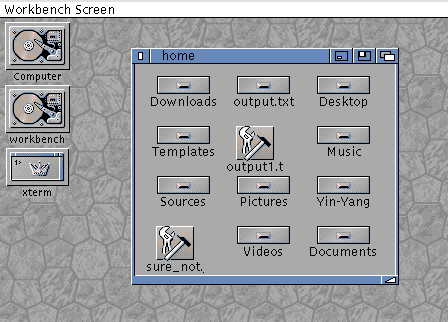 Workbench Screen
Computer
workbench
xterm
home
Downloads output.txt Desktop
Templates output1.t Music
Sources Pictures Yin-Yang
sure_not. Videos Documents